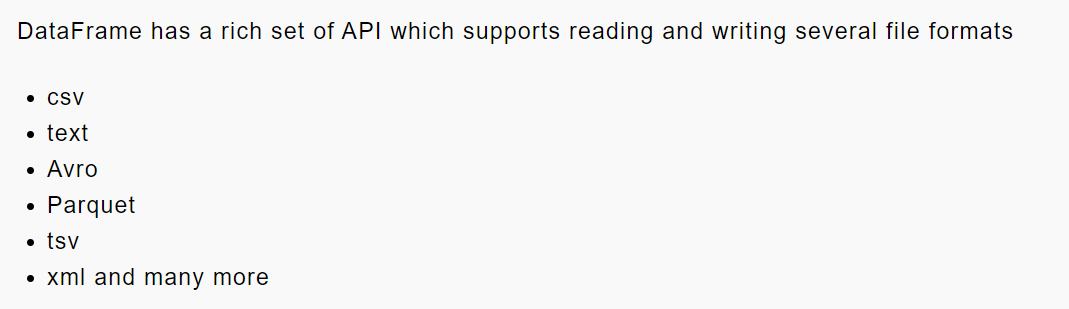 DataFrame has a rich set of API which supports reading and writing several file formats
• csv
• text
• Avro
• Parquet
• tsv
• xml and many more